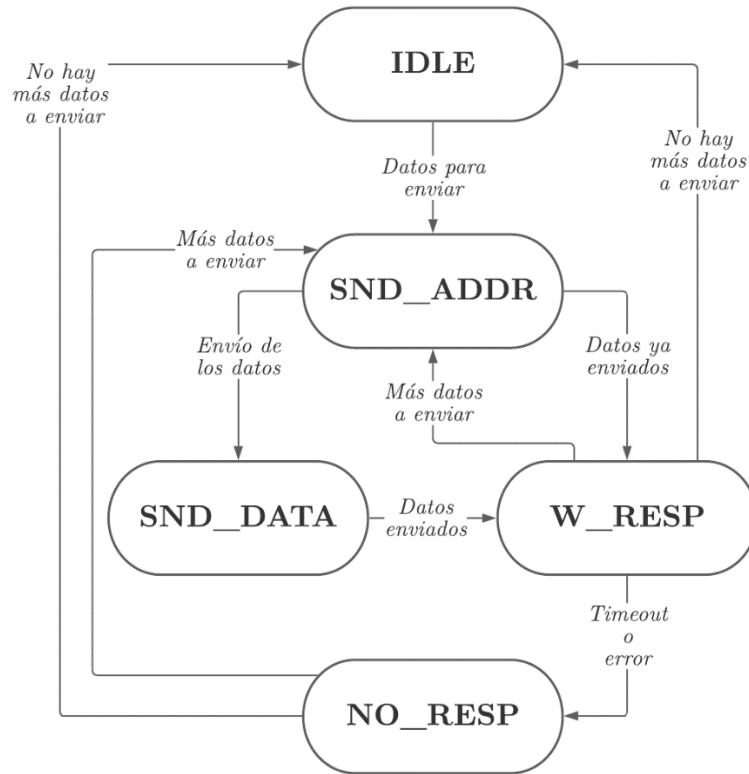 IDLE
No hay
más datos
a enviar
No hay
más datos
a enviar
Datos para
enviar
Más datos
a enviar
SND_ADDR
Envío de
los datos
Datos ya
enviados
Más datos
a enviar
SND_DATA
Datos
enviados
W_RESP
Timeout
o
error
NO_RESP